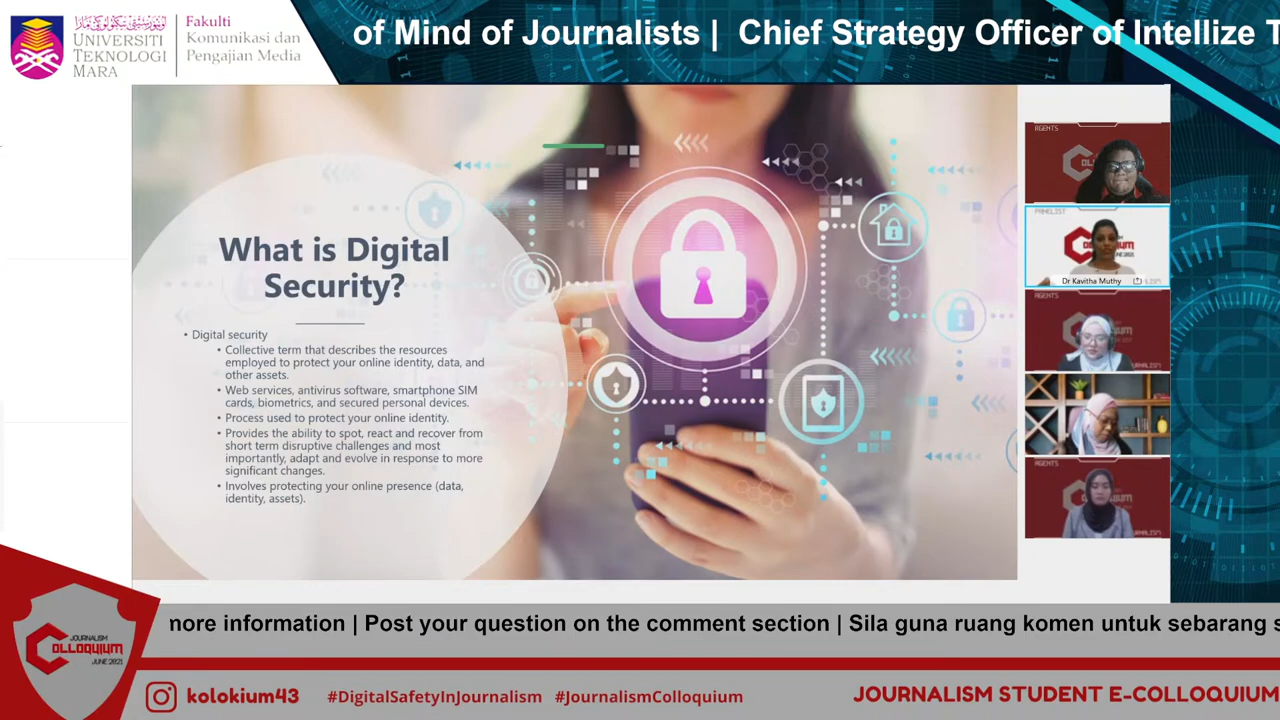 UNIVERSITI
TEKNOLOGI
MARA
Fakulti
Komunikasi dan
Pengajian Media
of Mind of Journalists | Chief Strategy Officer of Intellize T
What is Digital
Security?
• Digital security
• Collective term that describes the resources
employed to protect your online identity, data, and
other assets.
• Web services, antivirus software, smartphone SIM
cards, biometrics, and secured personal devices.
• Process used to protect your online identity.
• Provides the ability to spot, react and recover from
short term disruptive challenges and most
importantly, adapt and evolve in response to more
significant changes.
• Involves protecting your online presence (data,
identity, assets).
AGENTS
PANELIST
Dr Kavitha Muthy
AGENTS
AGENTS
more information | Post your question on the comment section | Sila guna ruang komen untuk sebarang s
JOURNALISM
COLLOQUIUM
JUNE 2021
kolokium43
#DigitalSafetyInJournalism #JournalismColloquium
JOURNALISM STUDENT E-COLLOQUIUM